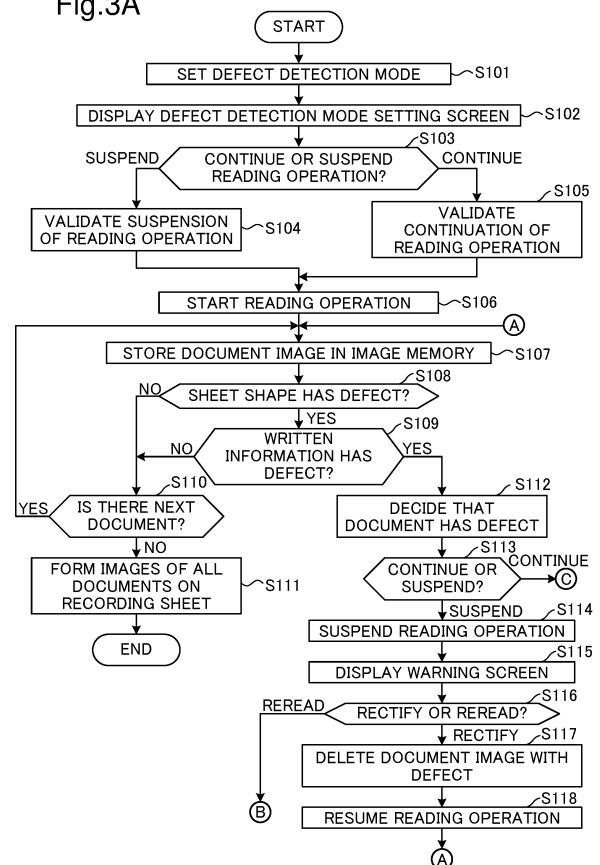 Fig.3A
START
SET DEFECT DETECTION MODE
S101
DISPLAY DEFECT DETECTION MODE SETTING SCREEN
S102
S103
SUSPEND
CONTINUE OR SUSPEND
READING OPERATION?
CONTINUE
S105
VALIDATE SUSPENSION
OF READING OPERATION
S104
VALIDATE
CONTINUATION OF
READING OPERATION
START READING OPERATION
S106
A
STORE DOCUMENT IMAGE IN IMAGE MEMORY
S107
S108
NO
SHEET SHAPE HAS DEFECT?
YES
S109
NO
WRITTEN
INFORMATION HAS
DEFECT?
YES
S110
YES
IS THERE NEXT
DOCUMENT?
NO
S112
DECIDE THAT
DOCUMENT HAS DEFECT
FORM IMAGES OF ALL
DOCUMENTS ON
RECORDING SHEET
S111
END
S113
CONTINUE OR
SUSPEND?
CONTINUE
C
SUSPEND
S114
SUSPEND READING OPERATION
S115
DISPLAY WARNING SCREEN
S116
REREAD
RECTIFY OR REREAD?
RECTIFY
S117
DELETE DOCUMENT IMAGE WITH
DEFECT
B
S118
RESUME READING OPERATION
A